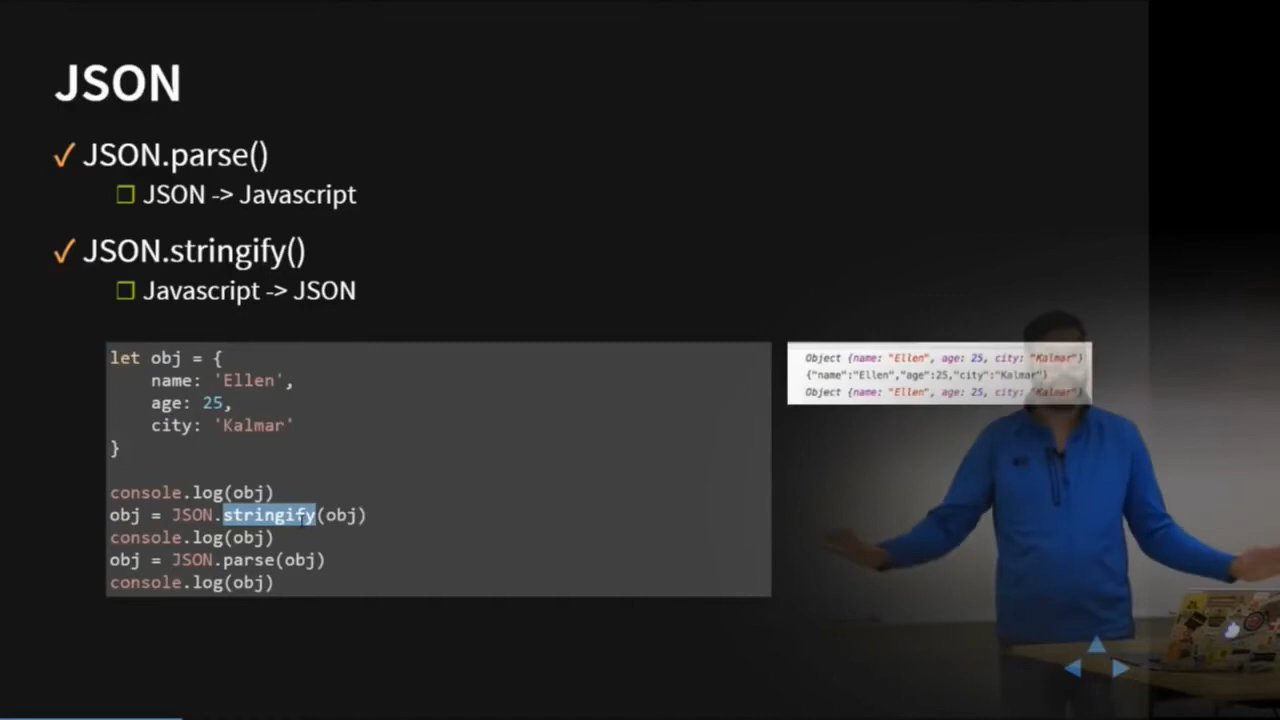 JSON
✓ JSON.parse()
❐ JSON -> Javascript
✓ JSON.stringify()
❐ Javascript -> JSON
let obj = {
    name: 'Ellen',
    age: 25,
    city: 'Kalmar'
}
console.log(obj)
obj = JSON.stringify(obj)
console.log(obj)
obj = JSON.parse(obj)
console.log(obj)
Object {name: "Ellen", age: 25, city: "Kalmar"}
{"name":"Ellen","age":25,"city":"Kalmar"}
Object {name: "Ellen", age: 25, city: "Kalmar"}